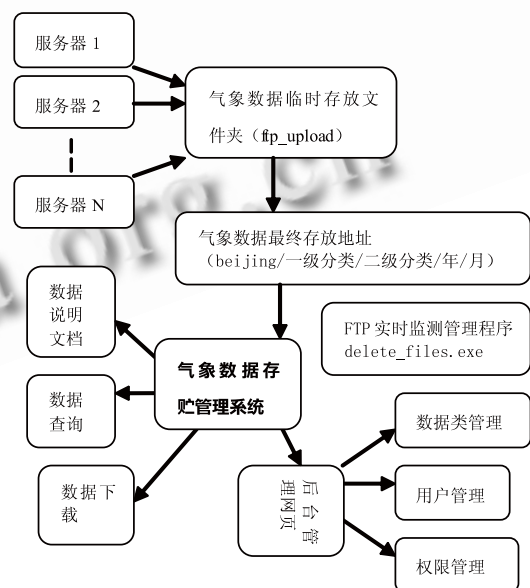 服务器 1
服务器 2
服务器 N
气象数据临时存放文
件夹（ftp_upload）
气象数据最终存放地址
（beijing/一级分类/二级分类/年/月）
FTP 实时监测管理程序
delete_files.exe
数据
说明
文档
气象数据存
贮管理系统
数据
查询
数据下
载
后台管
理网页
数据类管理
用户管理
权限管理
org.cn